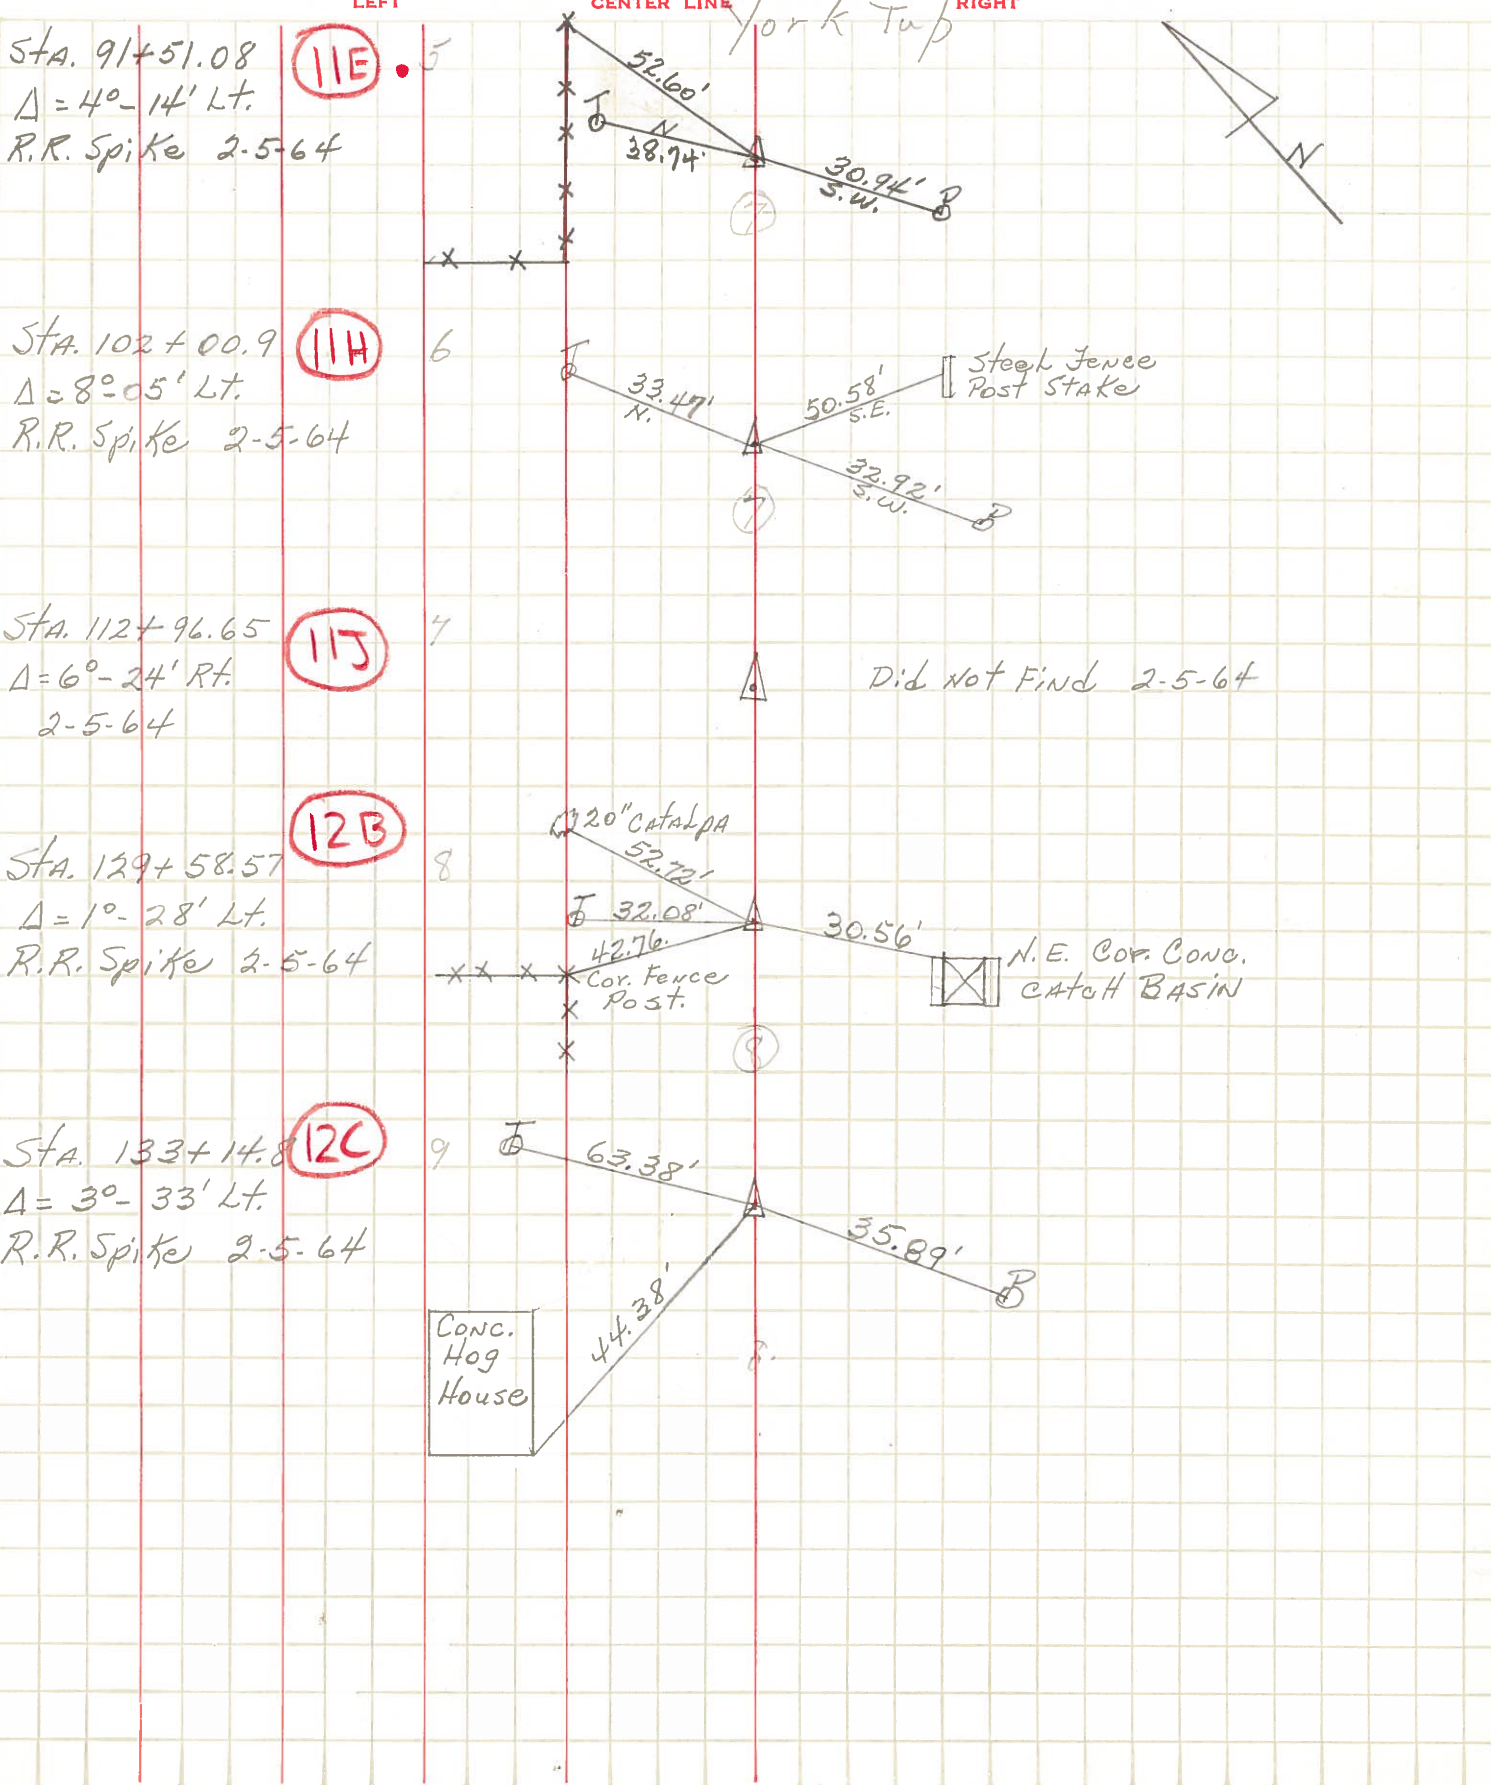 LEFT CENTER LINE RIGHT
York Twp
Sta. 91+51.08 11E 5
Δ = 4°-14' Lt.
R.R. Spike 2-5-64
52.60'
T
N
38.74'
30.94'
S.W.
P
7
N
Sta. 102+00.9 11H 6
Δ = 8°-05' Lt.
R.R. Spike 2-5-64
T
33.47'
N.
50.58'
S.E.
Steel Fence
Post Stake
32.92'
S.W.
P
7
Sta. 112+96.65 11J 7
Δ = 6°-24' Rt.
2-5-64
Did Not Find 2-5-64
12B
Sta. 129+58.57 8
Δ = 1°-28' Lt.
R.R. Spike 2-5-64
20" Catalpa
52.72'
T 32.08'
42.76'
Cor. Fence
Post.
30.56'
N.E. Cor. Conc.
Catch Basin
8
Sta. 133+14.8 12C 9
Δ = 3°-33' Lt.
R.R. Spike 2-5-64
T
63.38'
35.89'
P
44.38'
Conc.
Hog
House
8.